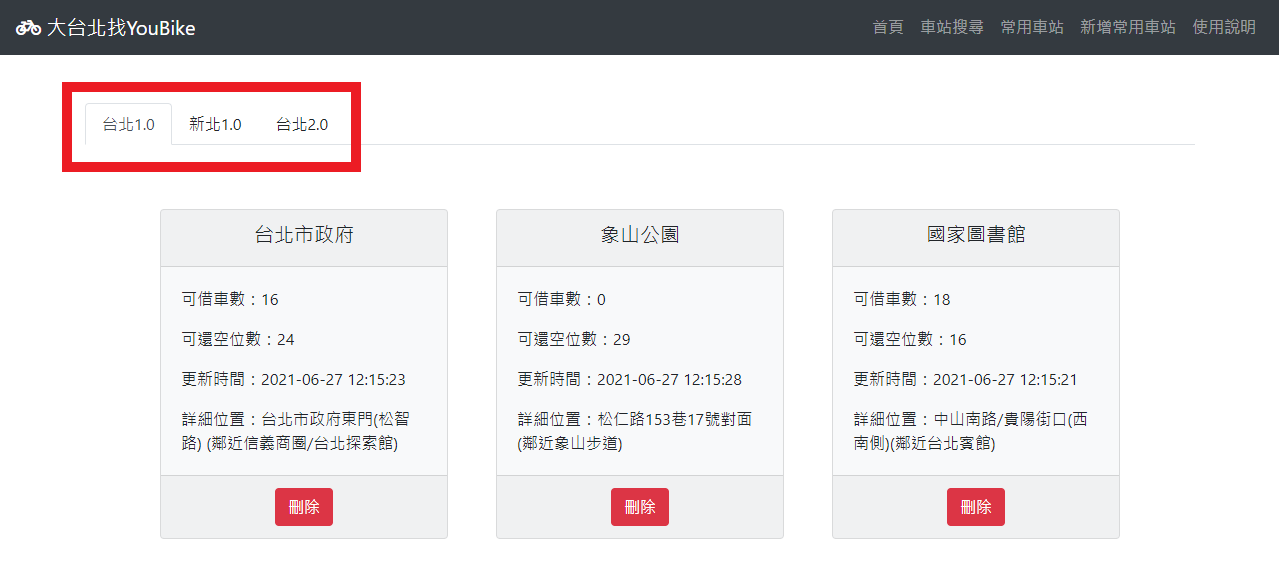 大台北找YouBike
首頁 車站搜尋 常用車站 新增常用車站 使用說明
台北1.0 新北1.0 台北2.0
台北市政府
可借車數：16
可還空位數：24
更新時間：2021-06-27 12:15:23
詳細位置：台北市政府東門(松智
路) (鄰近信義商圈/台北探索館)
刪除
象山公園
可借車數：0
可還空位數：29
更新時間：2021-06-27 12:15:28
詳細位置：松仁路153巷17號對面
(鄰近象山步道)
刪除
國家圖書館
可借車數：18
可還空位數：16
更新時間：2021-06-27 12:15:21
詳細位置：中山南路/貴陽街口(西
南側)(鄰近台北賓館)
刪除